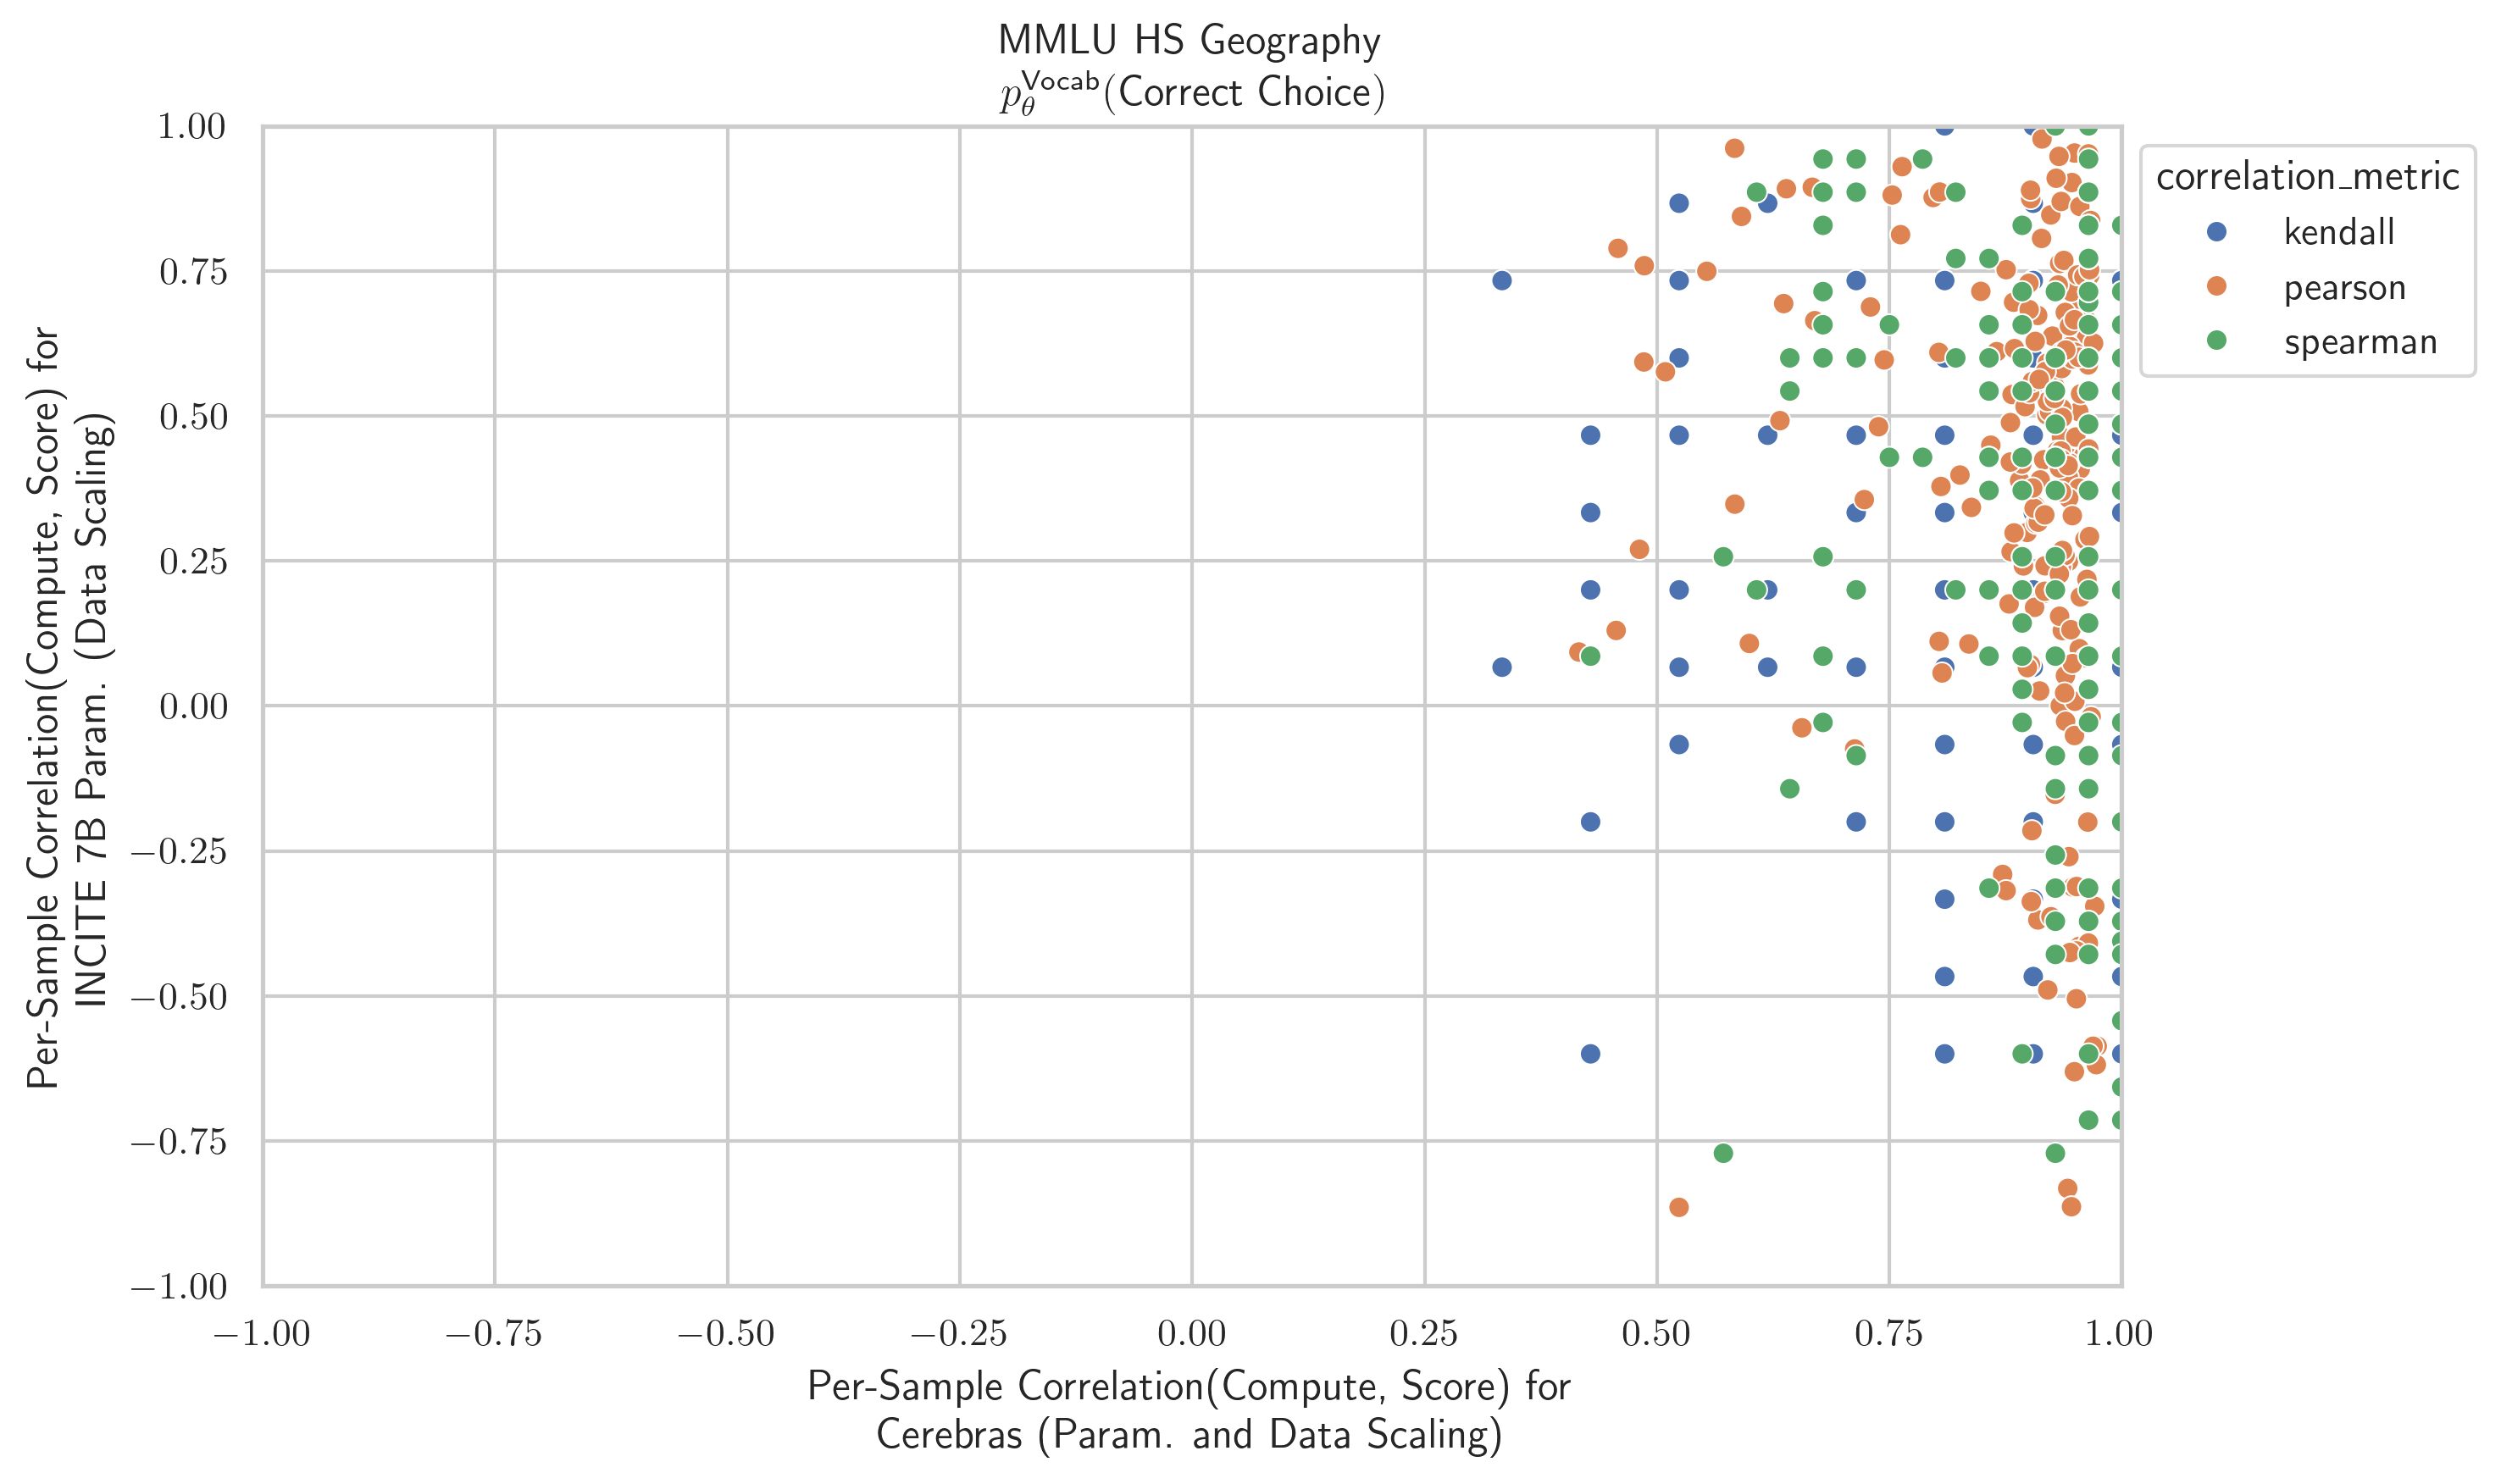 MMLU HS Geography
p_θ^Vocab(Correct Choice)
1.00
0.75
0.50
0.25
0.00
−0.25
−0.50
−0.75
−1.00
Per-Sample Correlation(Compute, Score) for
INCITE 7B Param. (Data Scaling)
correlation_metric
kendall
pearson
spearman
−1.00 −0.75 −0.50 −0.25 0.00 0.25 0.50 0.75 1.00
Per-Sample Correlation(Compute, Score) for
Cerebras (Param. and Data Scaling)